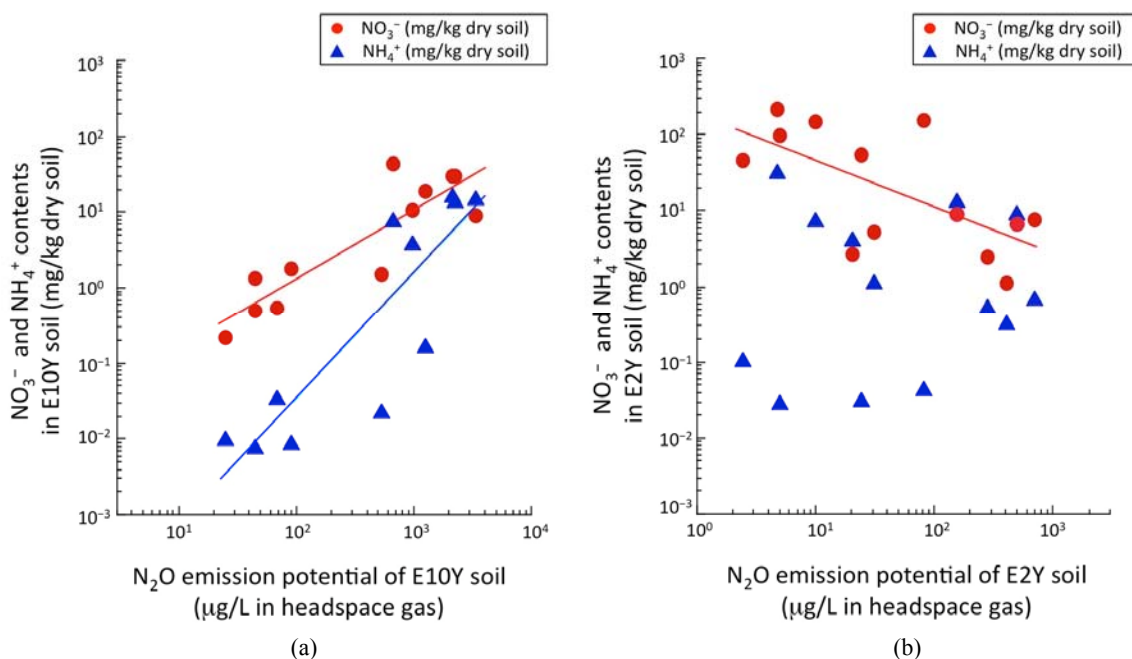 NO₃⁻ (mg/kg dry soil)
NH₄⁺ (mg/kg dry soil)
10³
10²
10¹
10⁰
10⁻¹
10⁻²
10⁻³
NO₃⁻ and NH₄⁺ contents
in E10Y soil (mg/kg dry soil)
10¹ 10² 10³ 10⁴
N₂O emission potential of E10Y soil
(µg/L in headspace gas)
(a)
NO₃⁻ (mg/kg dry soil)
NH₄⁺ (mg/kg dry soil)
10³
10²
10¹
10⁰
10⁻¹
10⁻²
10⁻³
NO₃⁻ and NH₄⁺ contents
in E2Y soil (mg/kg dry soil)
10⁰ 10¹ 10² 10³
N₂O emission potential of E2Y soil
(µg/L in headspace gas)
(b)